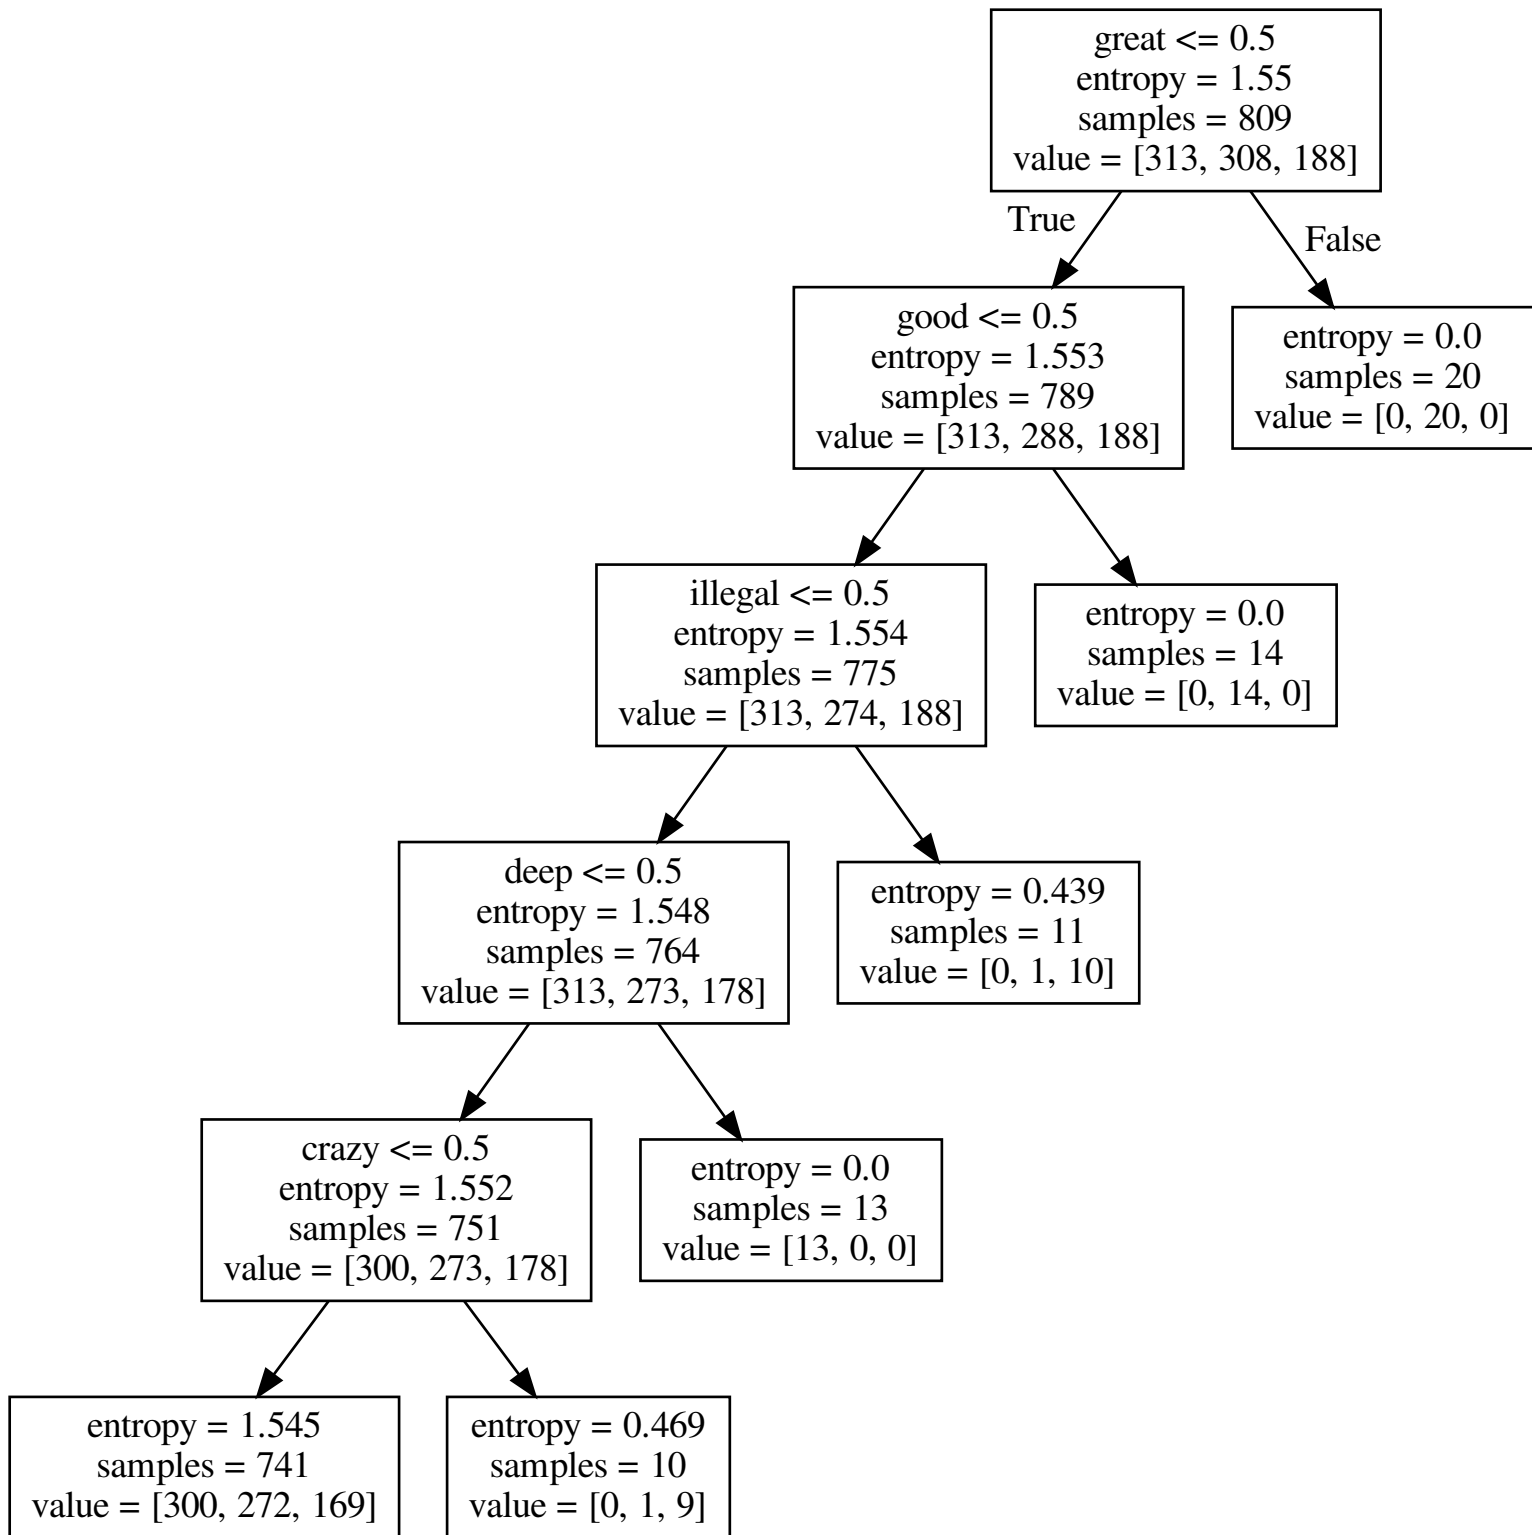 great <= 0.5
entropy = 1.55
samples = 809
value = [313, 308, 188]
True
False
good <= 0.5
entropy = 1.553
samples = 789
value = [313, 288, 188]
entropy = 0.0
samples = 20
value = [0, 20, 0]
illegal <= 0.5
entropy = 1.554
samples = 775
value = [313, 274, 188]
entropy = 0.0
samples = 14
value = [0, 14, 0]
deep <= 0.5
entropy = 1.548
samples = 764
value = [313, 273, 178]
entropy = 0.439
samples = 11
value = [0, 1, 10]
crazy <= 0.5
entropy = 1.552
samples = 751
value = [300, 273, 178]
entropy = 0.0
samples = 13
value = [13, 0, 0]
entropy = 1.545
samples = 741
value = [300, 272, 169]
entropy = 0.469
samples = 10
value = [0, 1, 9]